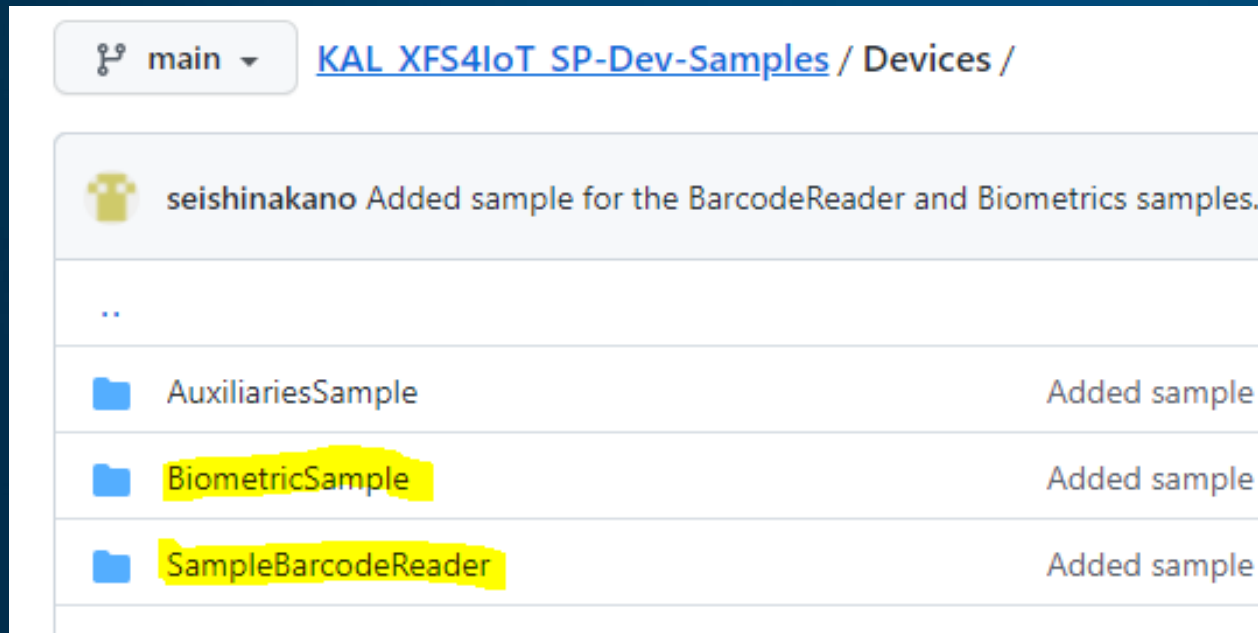 main KAL_XFS4IoT_SP-Dev-Samples / Devices /
seishinakano Added sample for the BarcodeReader and Biometrics samples.
..
AuxiliariesSample Added sample
BiometricSample Added sample
SampleBarcodeReader Added sample